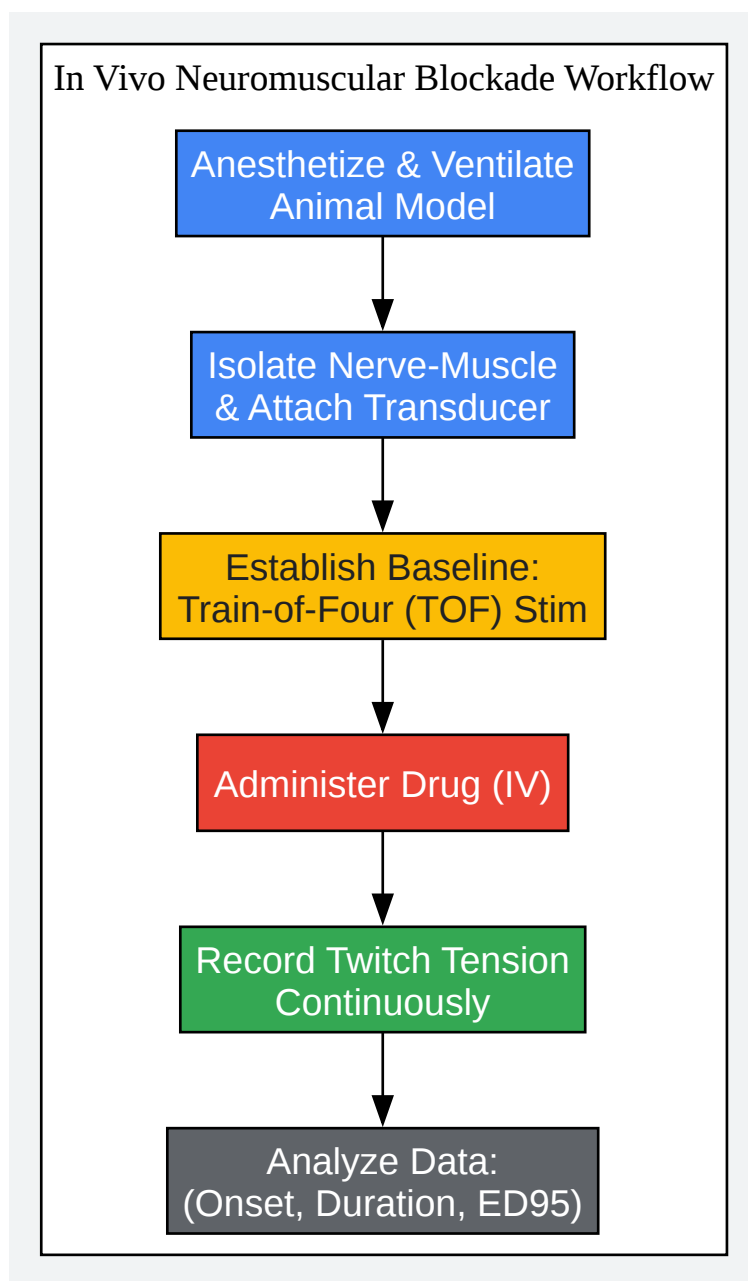 In Vivo Neuromuscular Blockade Workflow
Anesthetize & Ventilate
Animal Model
Isolate Nerve-Muscle
& Attach Transducer
Establish Baseline:
Train-of-Four (TOF) Stim
Administer Drug (IV)
Record Twitch Tension
Continuously
Analyze Data:
(Onset, Duration, ED95)